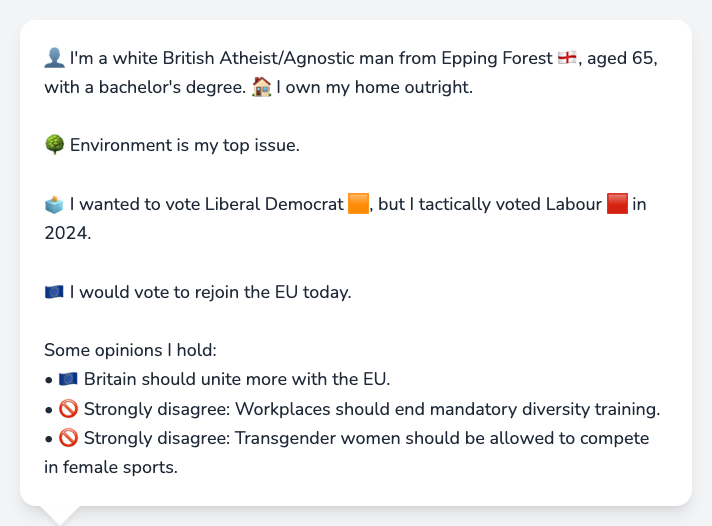 👤 I'm a white British Atheist/Agnostic man from Epping Forest 🏴󠁧󠁢󠁥󠁮󠁧󠁿, aged 65,
with a bachelor's degree. 🏠 I own my home outright.
🌳 Environment is my top issue.
🗳️ I wanted to vote Liberal Democrat 🟧, but I tactically voted Labour 🟥 in
2024.
🇪🇺 I would vote to rejoin the EU today.
Some opinions I hold:
• 🇪🇺 Britain should unite more with the EU.
• 🚫 Strongly disagree: Workplaces should end mandatory diversity training.
• 🚫 Strongly disagree: Transgender women should be allowed to compete
in female sports.